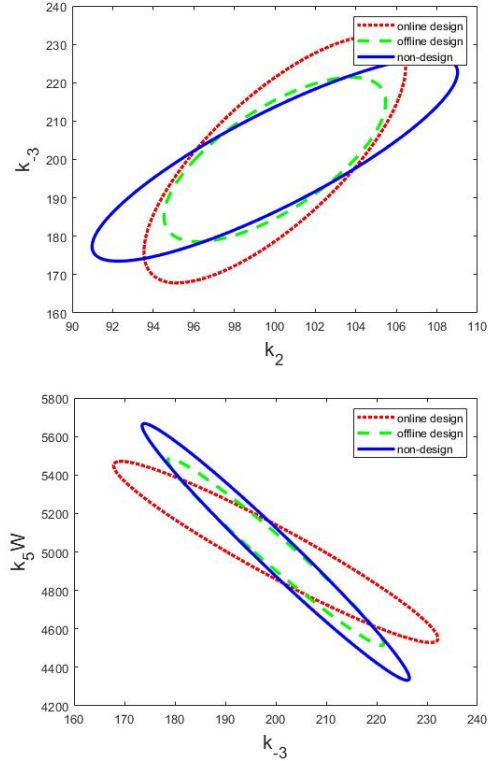 240
230
220
210
200
190
180
170
160
90 92 94 96 98 100 102 104 106 108 110
k-3
k2
online design
offline design
non-design
5800
5600
5400
5200
5000
4800
4600
4400
4200
160 170 180 190 200 210 220 230 240
k5W
k-3
online design
offline design
non-design